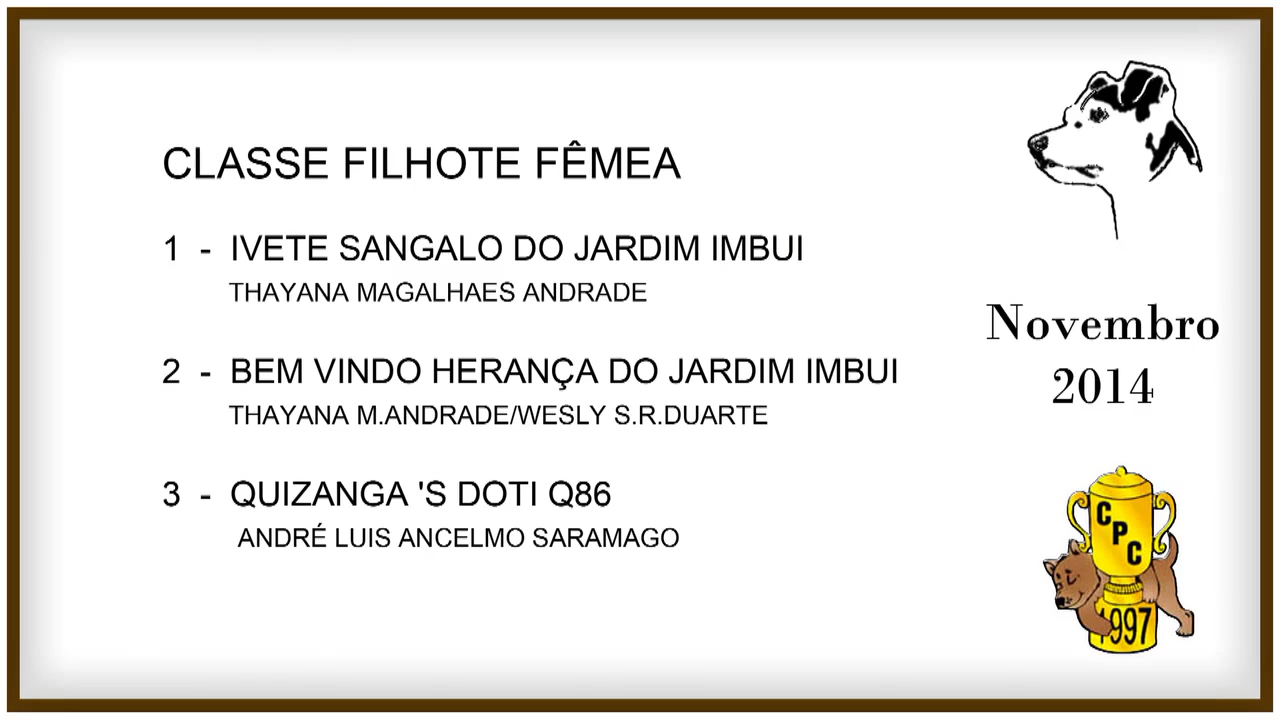 CLASSE FILHOTE FÊMEA
1 - IVETE SANGALO DO JARDIM IMBUI
THAYANA MAGALHAES ANDRADE
2 - BEM VINDO HERANÇA DO JARDIM IMBUI
THAYANA M.ANDRADE/WESLY S.R.DUARTE
3 - QUIZANGA 'S DOTI Q86
ANDRÉ LUIS ANCELMO SARAMAGO
Novembro
2014
CPC
1997